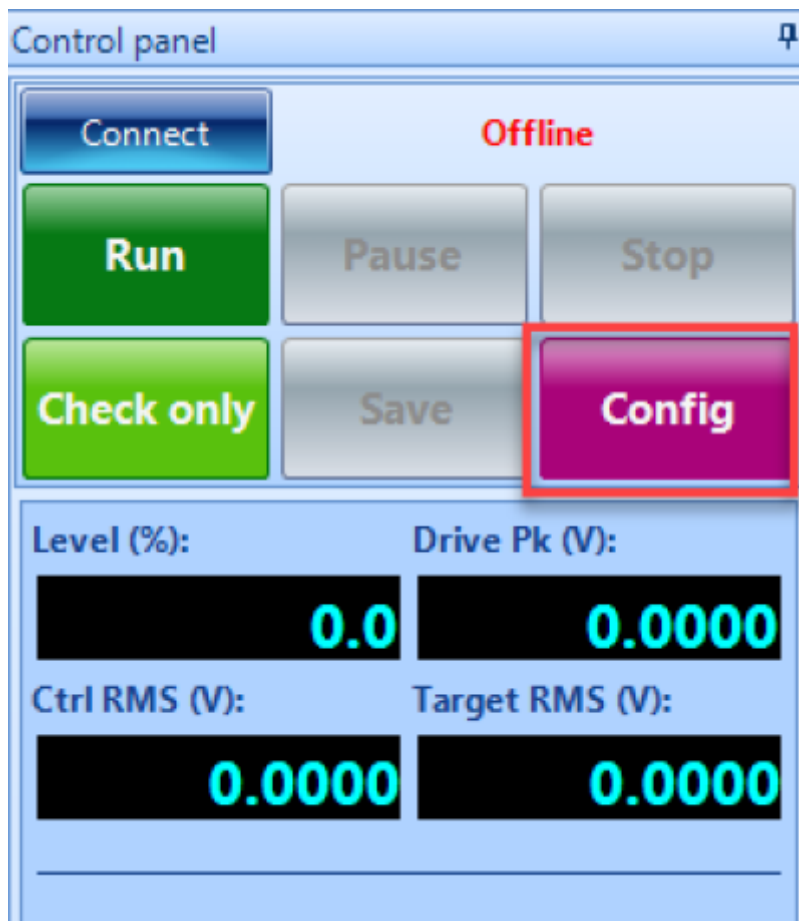 Control panel
Connect Offline
Run Pause Stop
Check only Save Config
Level (%): Drive Pk (V):
0.0 0.0000
Ctrl RMS (V): Target RMS (V):
0.0000 0.0000